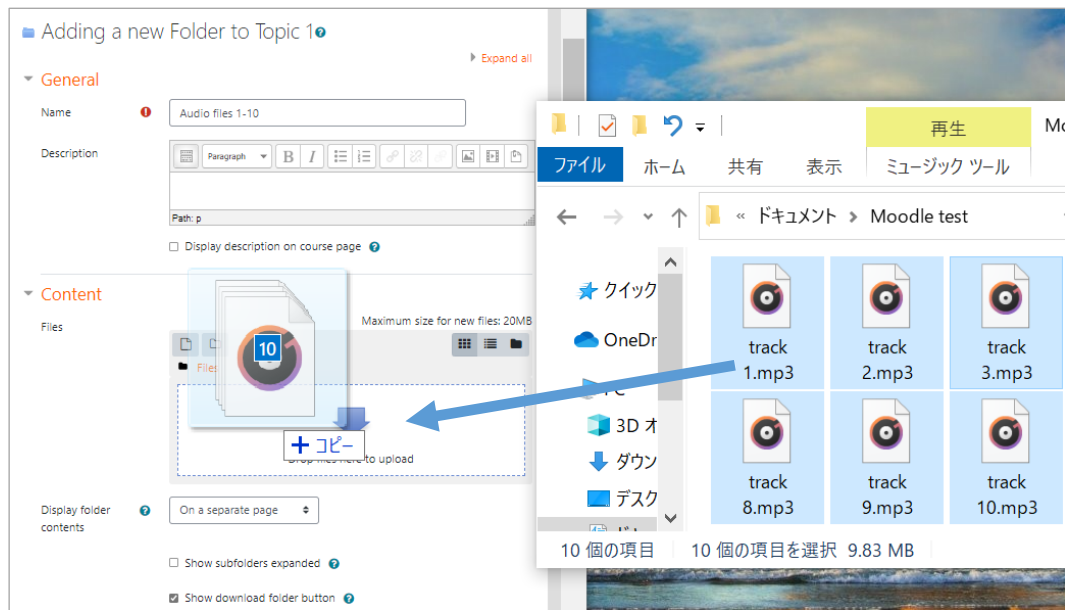 Adding a new Folder to Topic 1
Expand all
General
Name
Audio files 1-10
Description
Paragraph
B I
Path: p
Display description on course page
Content
Files
Maximum size for new files: 20MB
Files
10
コピー
to upload
Display folder contents
On a separate page
Show subfolders expanded
Show download folder button
再生
ファイル
ホーム
共有
表示
ミュージック ツール
« ドキュメント > Moodle test
クイック
OneDr
PC
3D オ
ダウン
デスク
track 1.mp3
track 2.mp3
track 3.mp3
track 8.mp3
track 9.mp3
track 10.mp3
10 個の項目
10 個の項目を選択 9.83 MB